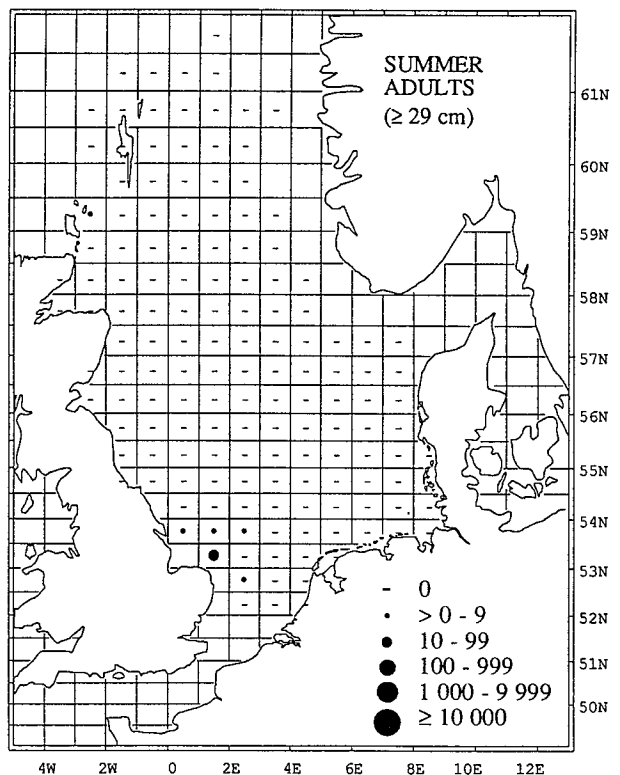 SUMMER
ADULTS
(≥ 29 cm)
61N
60N
59N
58N
57N
56N
55N
54N
53N
52N
51N
50N
- 0
> 0 - 9
10 - 99
100 - 999
1 000 - 9 999
≥ 10 000
4W 2W 0 2E 4E 6E 8E 10E 12E